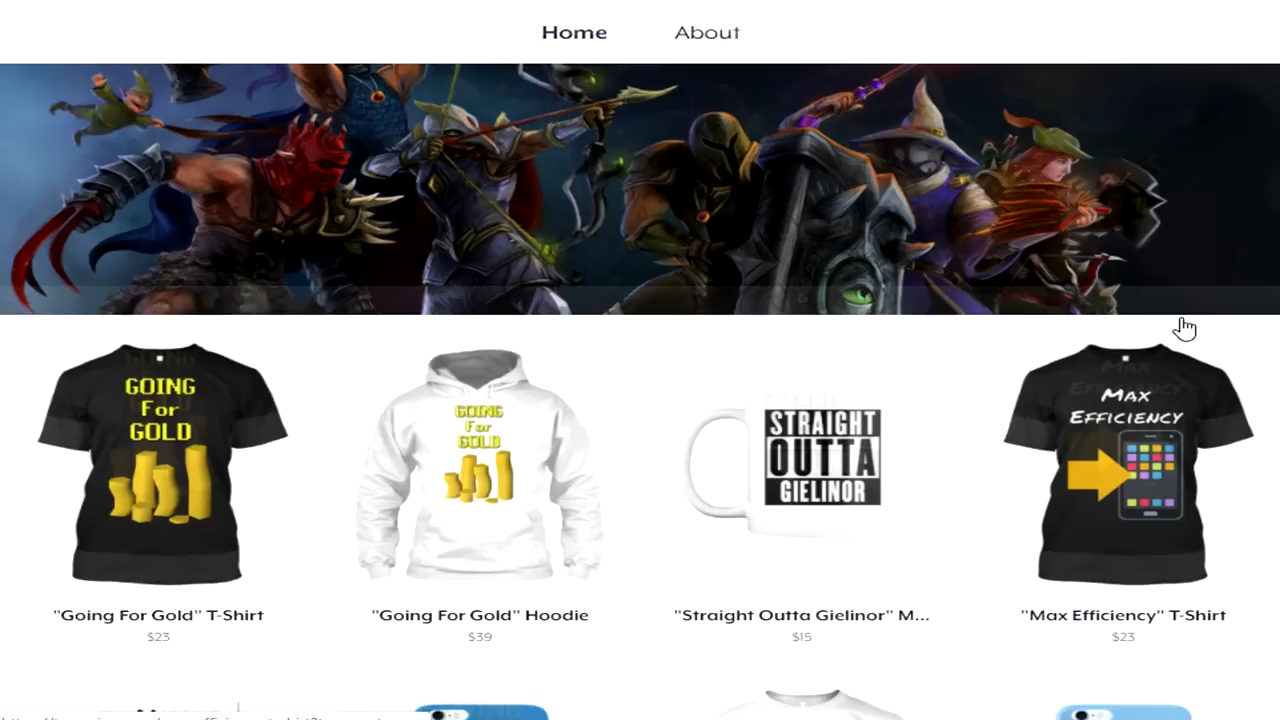 Home About
GOING
For
GOLD
GOING
For
GOLD
STRAIGHT
OUTTA
GIELINOR
MAX
EFFICIENCY
"Going For Gold" T-Shirt
$23
"Going For Gold" Hoodie
$39
"Straight Outta Gielinor" M...
$15
"Max Efficiency" T-Shirt
$23